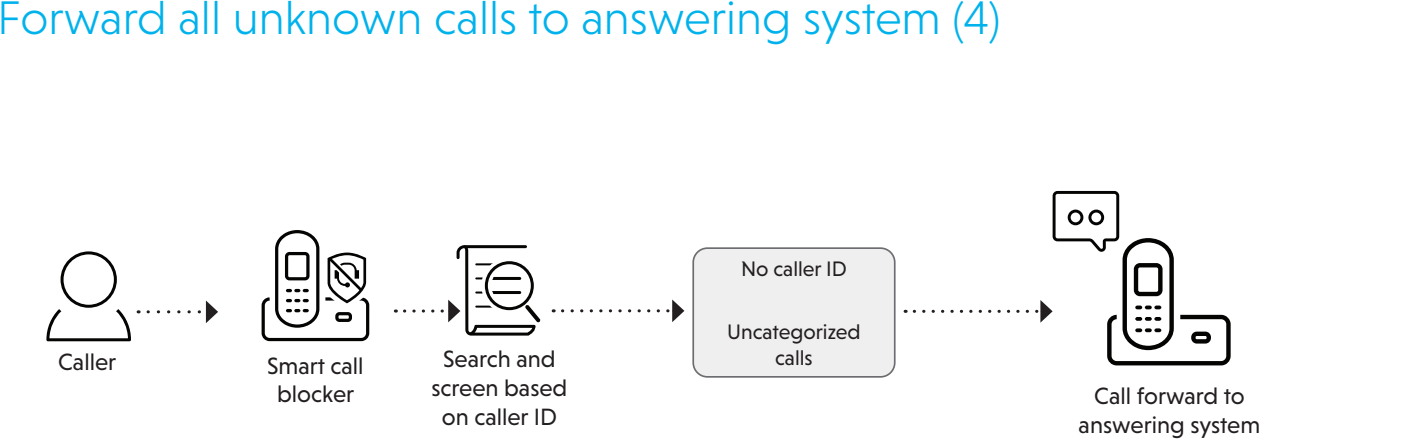 Forward all unknown calls to answering system (4)
Caller
Smart call
blocker
Search and
screen based
on caller ID
No caller ID
Uncategorized
calls
Call forward to
answering system